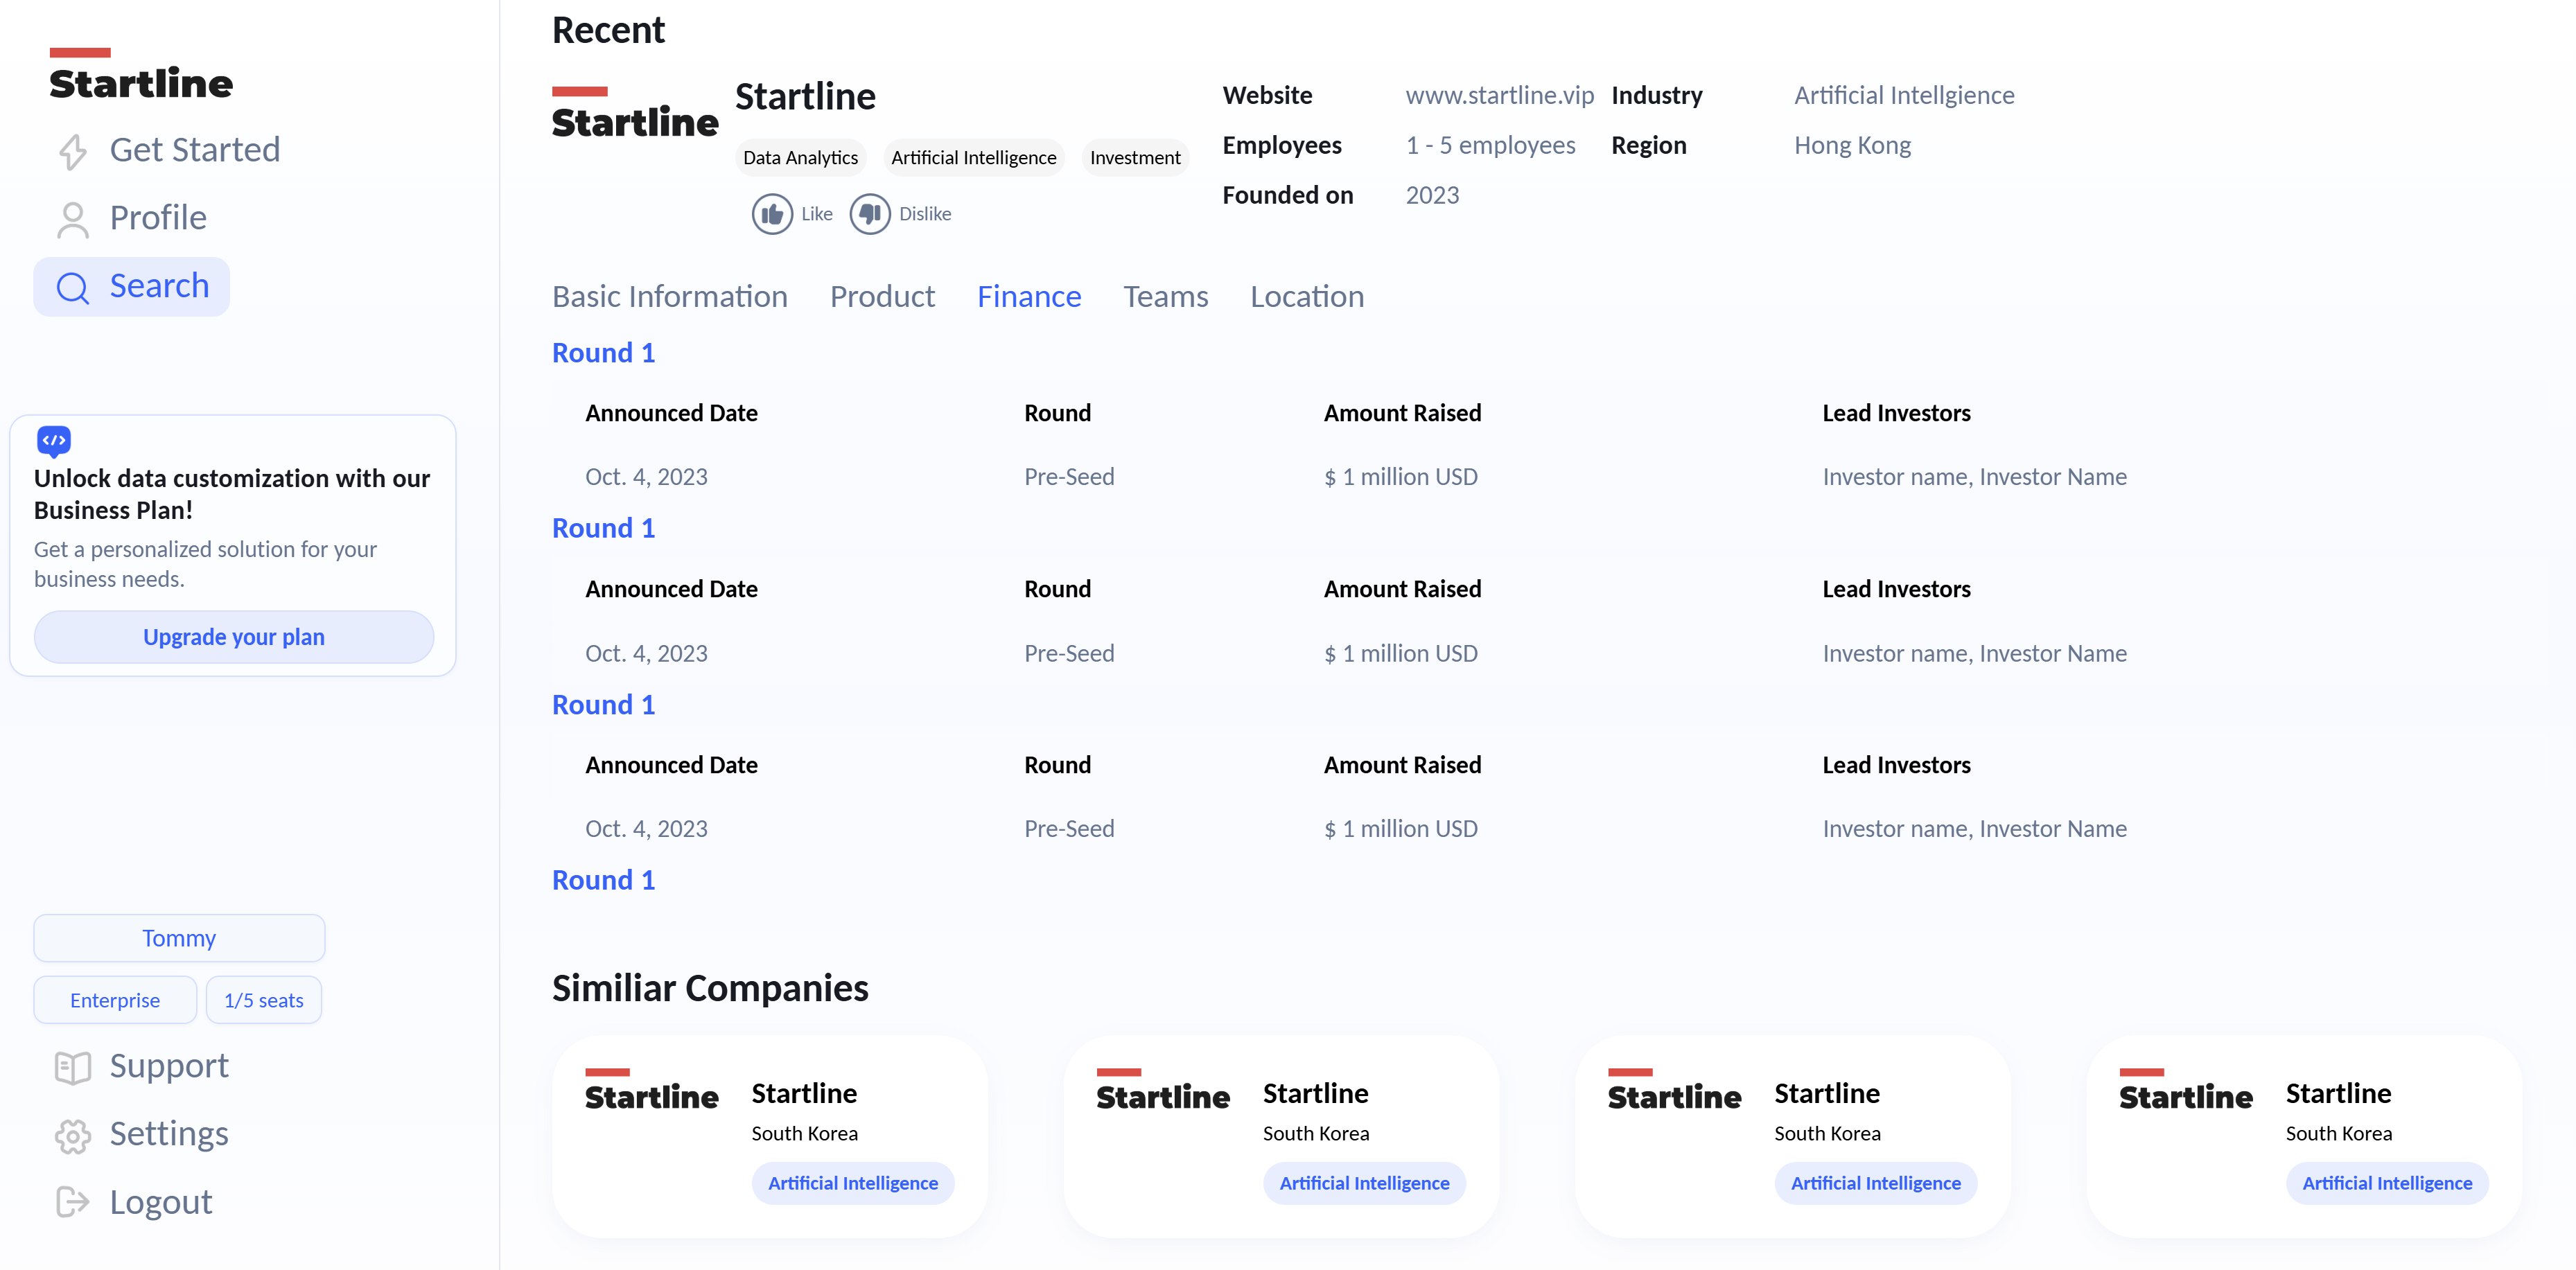 Startline
Get Started
Profile
Search
Unlock data customization with our
Business Plan!
Get a personalized solution for your
business needs.
Upgrade your plan
Tommy
Enterprise 1/5 seats
Support
Settings
Logout
Recent
Startline Startline
Data Analytics Artificial Intelligence Investment
Like Dislike
Website www.startline.vip Industry Artificial Intellgience
Employees 1 - 5 employees Region Hong Kong
Founded on 2023
Basic Information Product Finance Teams Location
Round 1
Announced Date Round Amount Raised Lead Investors
Oct. 4, 2023 Pre-Seed $ 1 million USD Investor name, Investor Name
Round 1
Announced Date Round Amount Raised Lead Investors
Oct. 4, 2023 Pre-Seed $ 1 million USD Investor name, Investor Name
Round 1
Announced Date Round Amount Raised Lead Investors
Oct. 4, 2023 Pre-Seed $ 1 million USD Investor name, Investor Name
Round 1
Similiar Companies
Startline Startline
South Korea
Artificial Intelligence
Startline Startline
South Korea
Artificial Intelligence
Startline Startline
South Korea
Artificial Intelligence
Startline Startline
South Korea
Artificial Intelligence